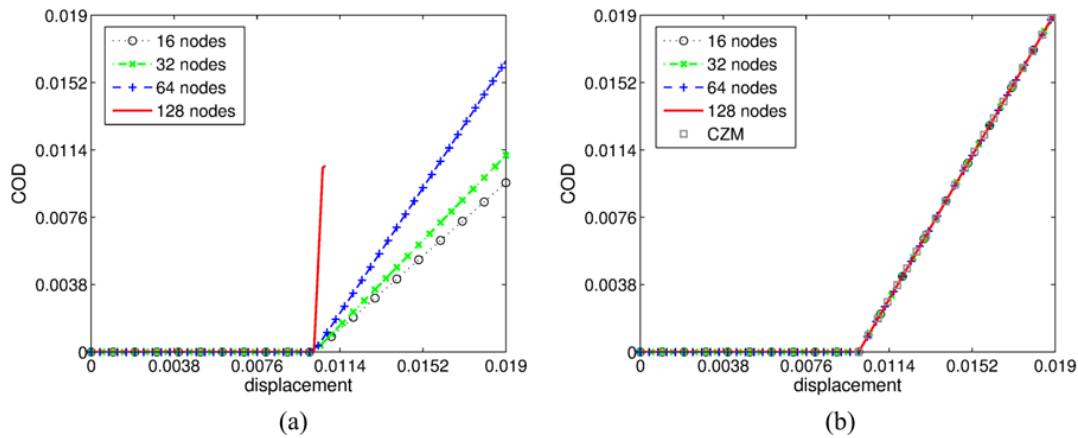 0.019
0.0152
0.0114
0.0076
0.0038
0
COD
16 nodes
32 nodes
64 nodes
128 nodes
0 0.0038 0.0076 0.0114 0.0152 0.019
displacement
(a)
0.019
0.0152
0.0114
0.0076
0.0038
0
COD
16 nodes
32 nodes
64 nodes
128 nodes
CZM
0 0.0038 0.0076 0.0114 0.0152 0.019
displacement
(b)